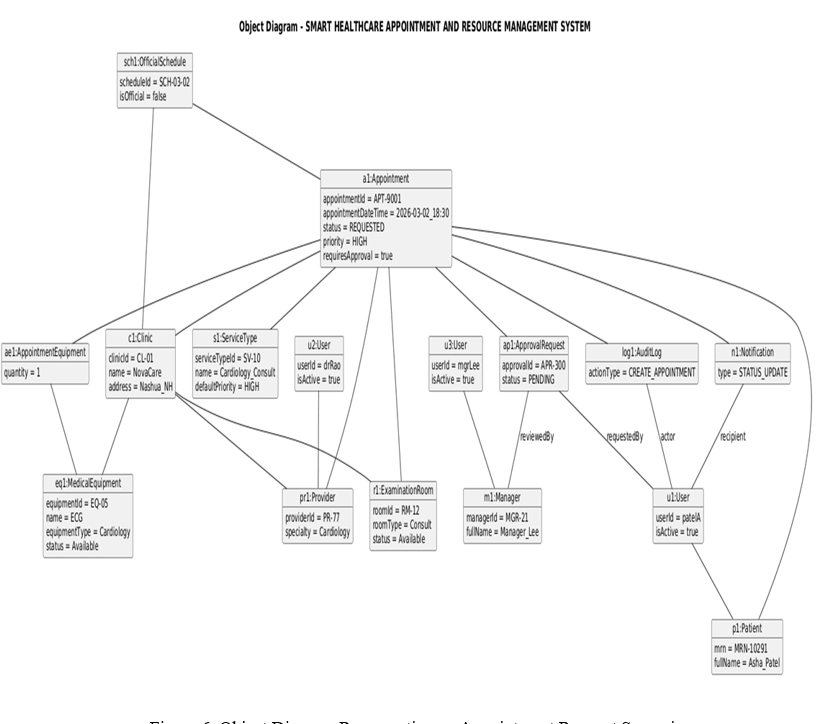 Object Diagram - SMART HEALTHCARE APPOINTMENT AND RESOURCE MANAGEMENT SYSTEM
sch1:OfficialSchedule
scheduleId = SCH-03-02
isOfficial = false
a1:Appointment
appointmentId = APT-9001
appointmentDateTime = 2026-03-02_18:30
status = REQUESTED
priority = HIGH
requiresApproval = true
ae1:AppointmentEquipment
quantity = 1
c1:Clinic
clinicId = CL-01
name = NovaCare
address = Nashua_NH
s1:ServiceType
serviceTypeId = SV-10
name = Cardiology_Consult
defaultPriority = HIGH
u2:User
userId = drRao
isActive = true
u3:User
userId = mgrLee
isActive = true
ap1:ApprovalRequest
approvalId = APR-300
status = PENDING
log1:AuditLog
actionType = CREATE_APPOINTMENT
n1:Notification
type = STATUS_UPDATE
reviewedBy
requestedBy
actor
recipient
eq1:MedicalEquipment
equipmentId = EQ-05
name = ECG
equipmentType = Cardiology
status = Available
pr1:Provider
providerId = PR-77
specialty = Cardiology
r1:ExaminationRoom
roomId = RM-12
roomType = Consult
status = Available
m1:Manager
managerId = MGR-21
fullName = Manager_Lee
u1:User
userId = patelA
isActive = true
p1:Patient
mrn = MRN-10291
fullName = Asha_Patel